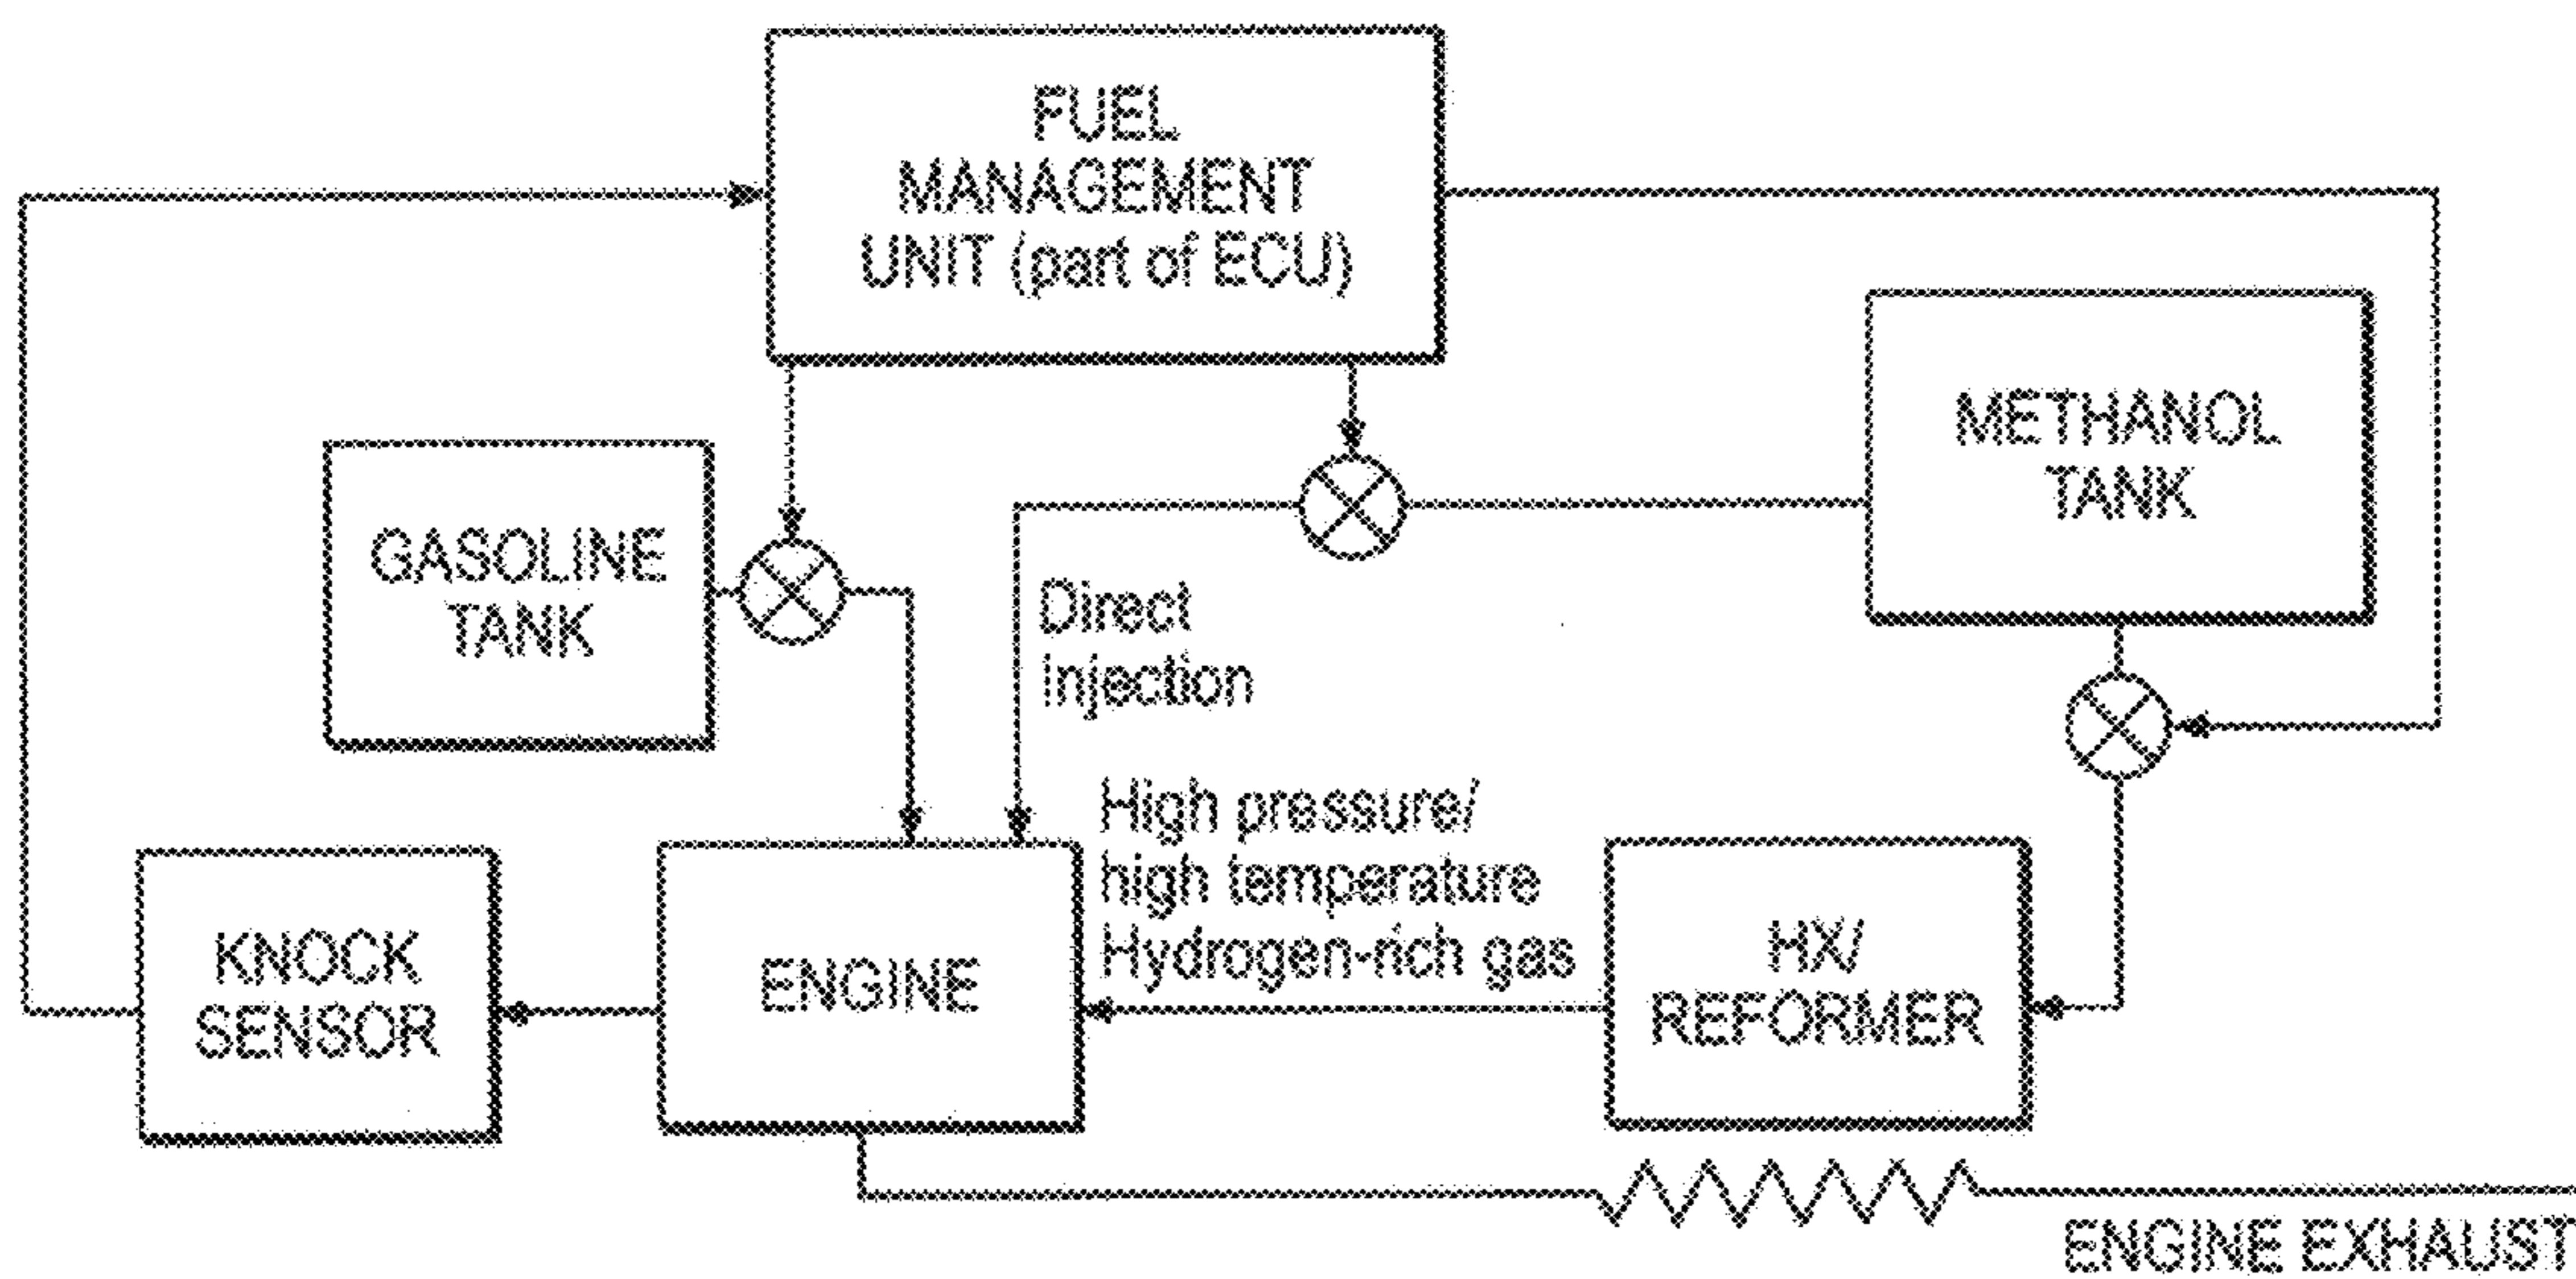 FUEL
MANAGEMENT
UNIT (part of ECU)
METHANOL
TANK
GASOLINE
TANK
Direct
Injection
High pressure/
high temperature
Hydrogen-rich gas
KNOCK
SENSOR
ENGINE
HX/
REFORMER
ENGINE EXHAUST